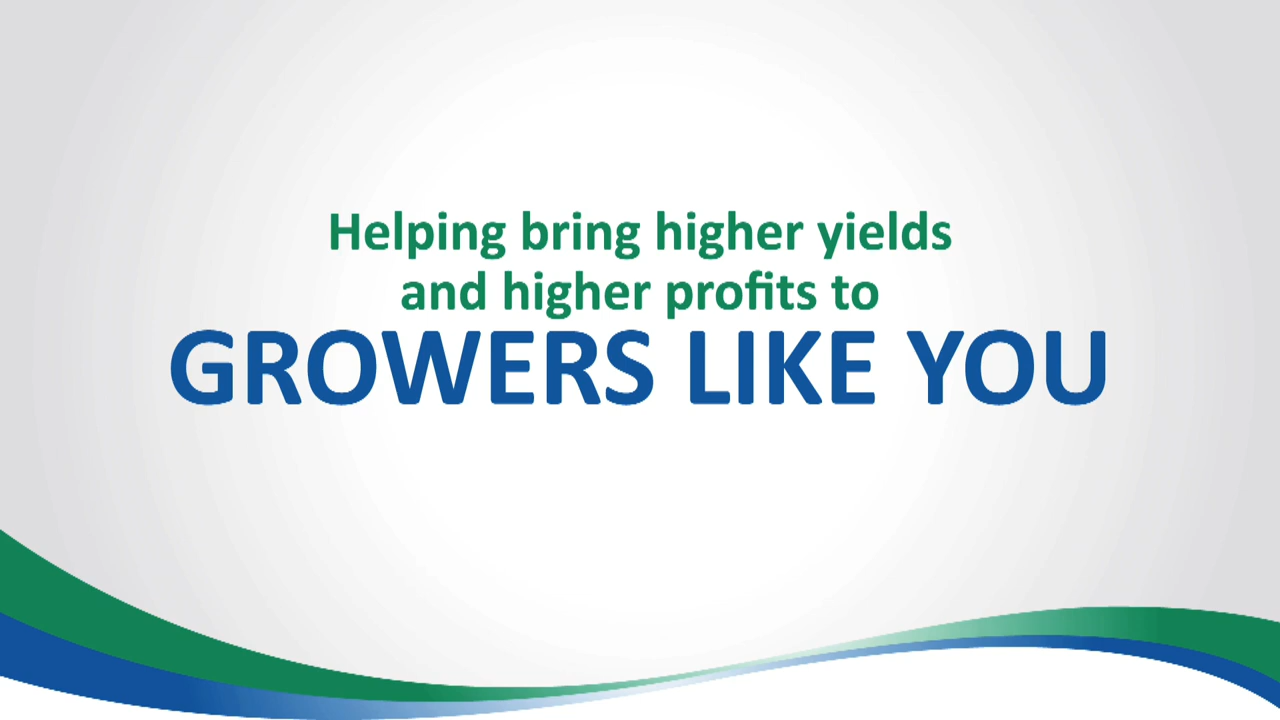 Helping bring higher yields
and higher profits to
GROWERS LIKE YOU